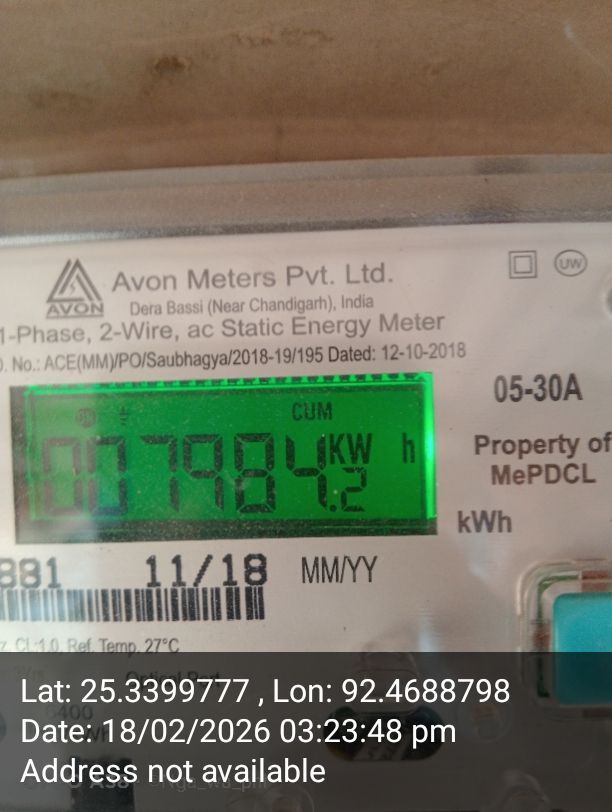 UW
Avon Meters Pvt. Ltd.
AVON
Dera Bassi (Near Chandigarh), India
1-Phase, 2-Wire, ac Static Energy Meter
No.: ACE(MM)/PO/Saubhagya/2018-19/195 Dated: 12-10-2018
05-30A
CUM
007984.2 KW h
Property of
MePDCL
kWh
881 11/18 MM/YY
CL:1.0, Ref. Temp. 27°C
Optical Port
Lat: 25.3399777 , Lon: 92.4688798
Date: 18/02/2026 03:23:48 pm
Address not available